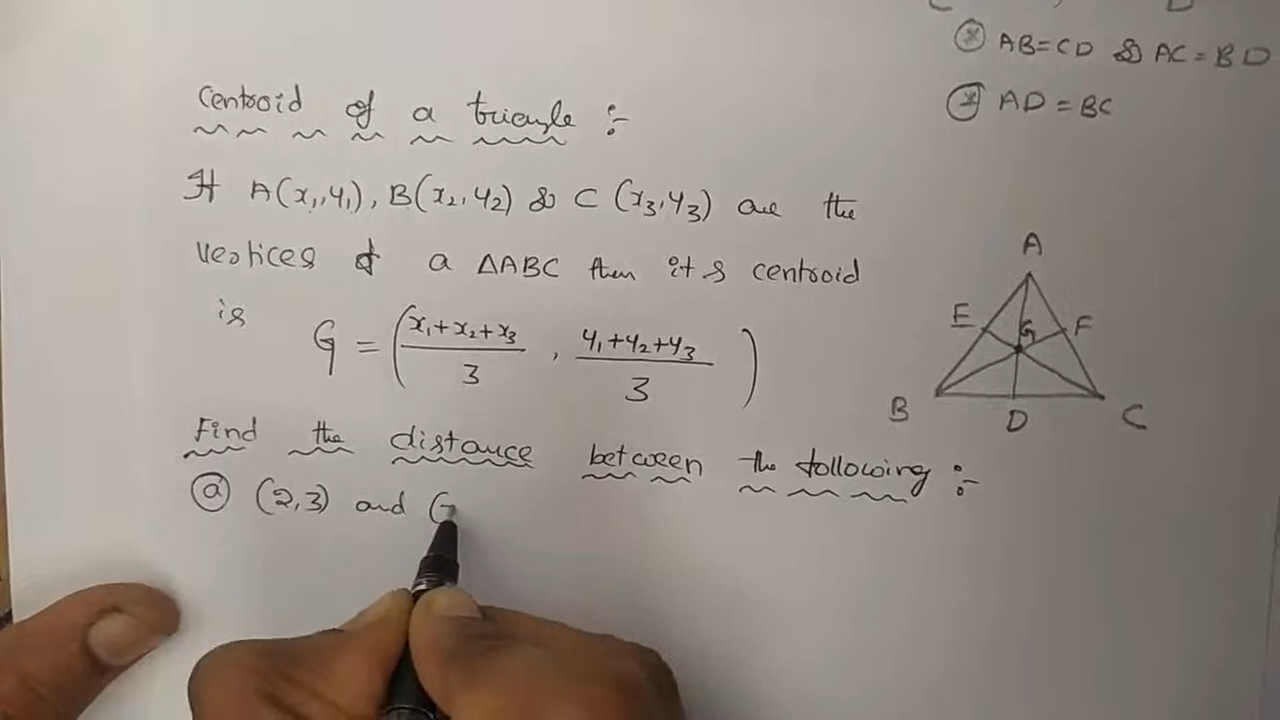 AB=CD & AC=BD
AD=BC
Centroid of a triangle :-
If A(x₁,y₁), B(x₂,y₂) & C(x₃,y₃) are the
vertices of a ΔABC then it s centroid
is G = (x₁+x₂+x₃/3 , y₁+y₂+y₃/3)
A
E G F
B D C
Find the distance between the following :-
ⓐ (2,3) and (-